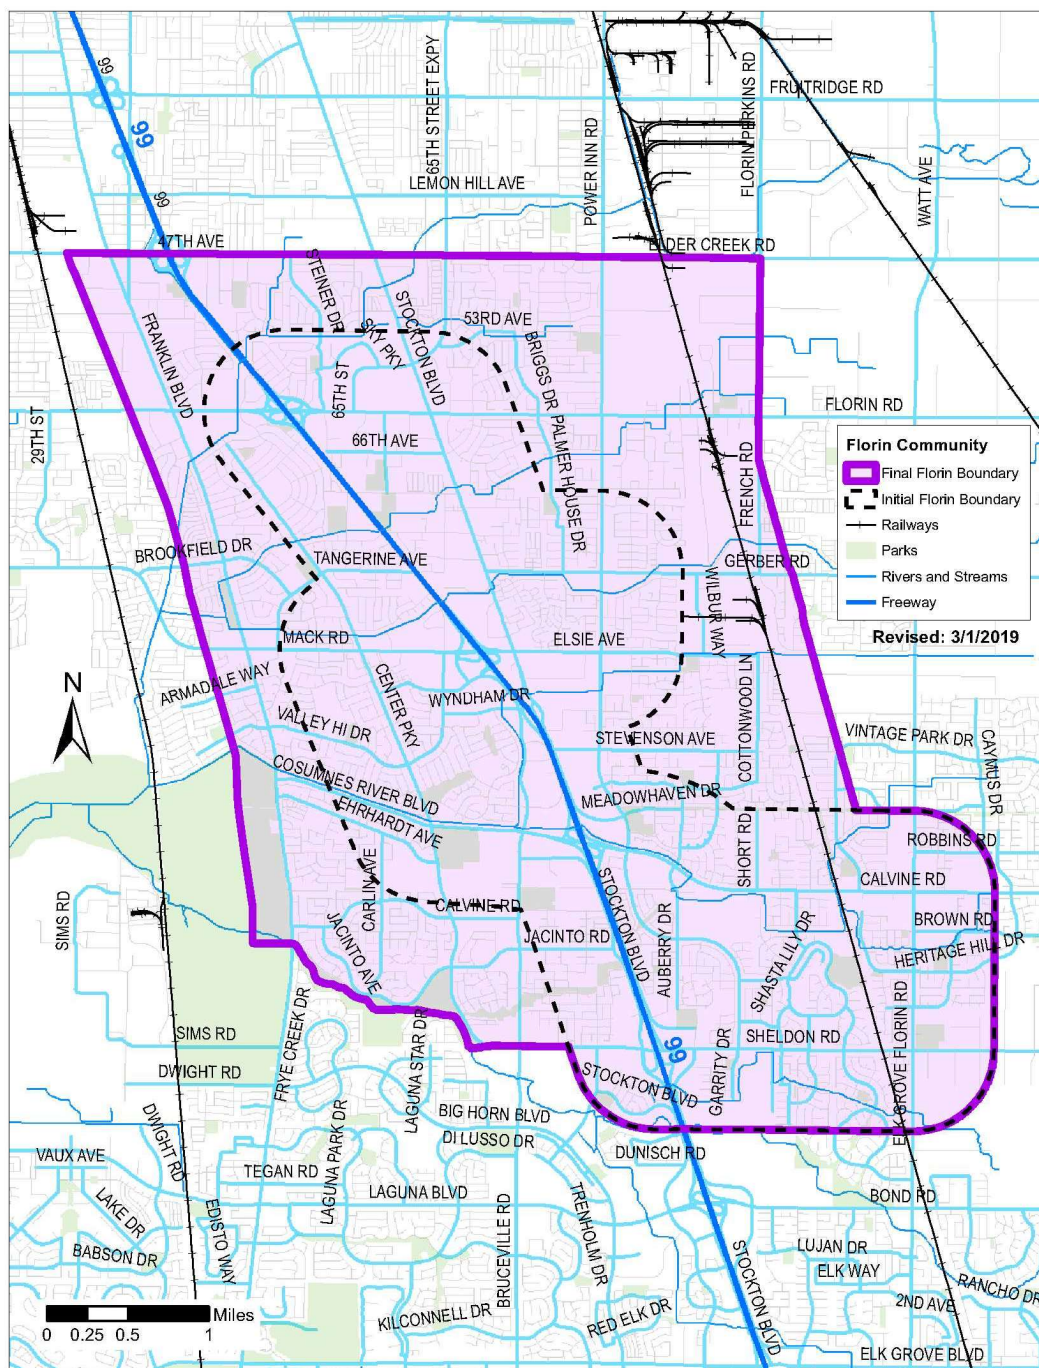 99
65TH STREET EXPY
POWER INN RD
FLORIN PERKINS RD
FRUITRIDGE RD
99
99
LEMON HILL AVE
WATT AVE
47TH AVE
ELDER CREEK RD
STEINER DR
STOCKTON BLVD
53RD AVE
SKY PKY
FRANKLIN BLVD
BRIGGS DR
65TH ST
29TH ST
FLORIN RD
66TH AVE
PALMER HOUSE DR
FRENCH RD
Florin Community
Final Florin Boundary
Initial Florin Boundary
Railways
Parks
Rivers and Streams
Freeway
Revised: 3/1/2019
BROOKFIELD DR
TANGERINE AVE
GERBER RD
WILBUR WAY
MACK RD
ELSIE AVE
N
ARMADALE WAY
CENTER PKY
WYNDHAM DR
COTTONWOOD LN
VALLEY HI DR
STEVENSON AVE
VINTAGE PARK DR
CAYMUS DR
COSUMNES RIVER BLVD
MEADOWHAVEN DR
EHRHARDT AVE
SHORT RD
ROBBINS RD
CARLIN AVE
STOCKTON BLVD
CALVINE RD
SIMS RD
CALVINE RD
AUBERRY DR
BROWN RD
JACINTO AVE
JACINTO RD
SHASTA LILY DR
HERITAGE HILL DR
SIMS RD
FRYE CREEK DR
LAGUNA STAR DR
99
GARRITY DR
SHELDON RD
ELK GROVE FLORIN RD
DWIGHT RD
STOCKTON BLVD
DWIGHT RD
LAGUNA PARK DR
BIG HORN BLVD
DI LUSSO DR
DUNISCH RD
VAUX AVE
TEGAN RD
LAGUNA BLVD
BOND RD
LAKE DR
EDISTO WAY
BRUCEVILLE RD
TRENHOLM DR
STOCKTON BLVD
LUJAN DR
BABSON DR
ELK WAY
RANCHO DR
2ND AVE
KILCONNELL DR
RED ELK DR
ELK GROVE BLVD
Miles
0 0.25 0.5 1